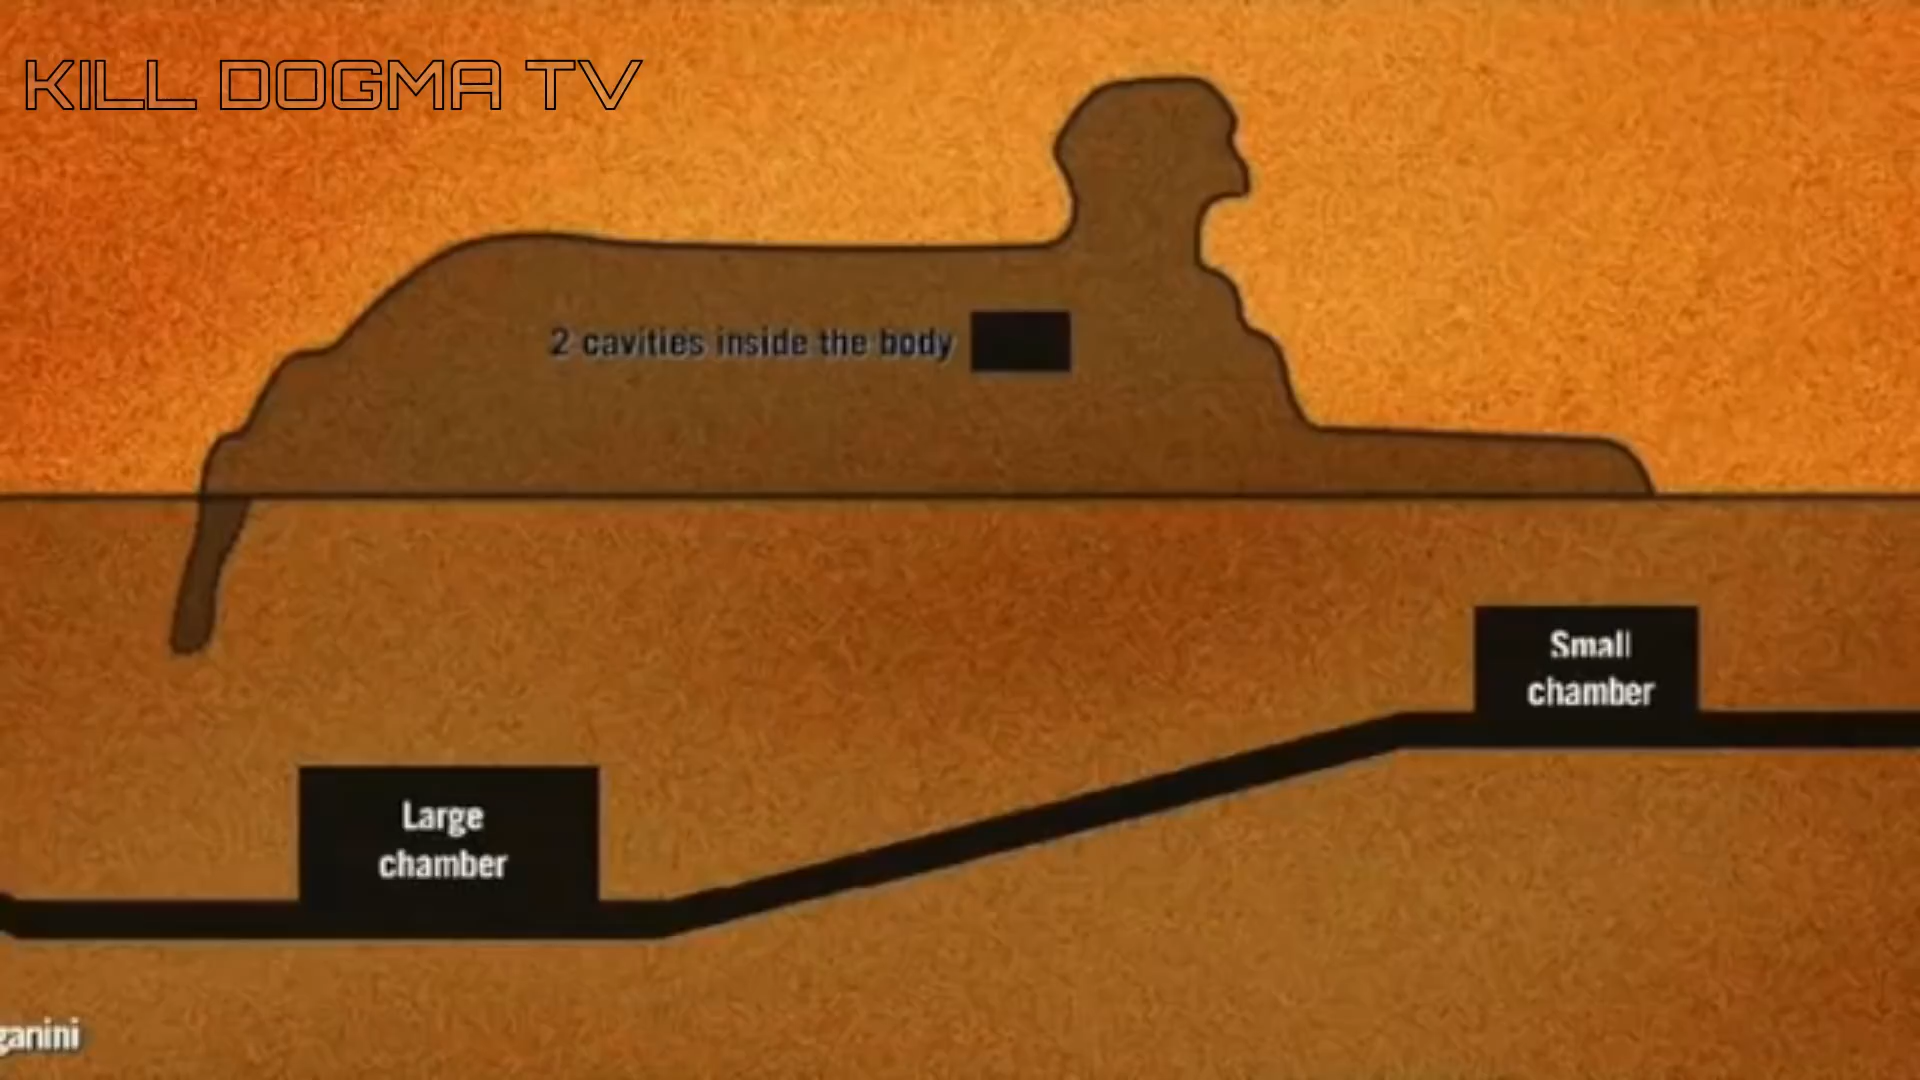 KILL DOGMA TV
2 cavities inside the body
Small
chamber
Large
chamber
ganini